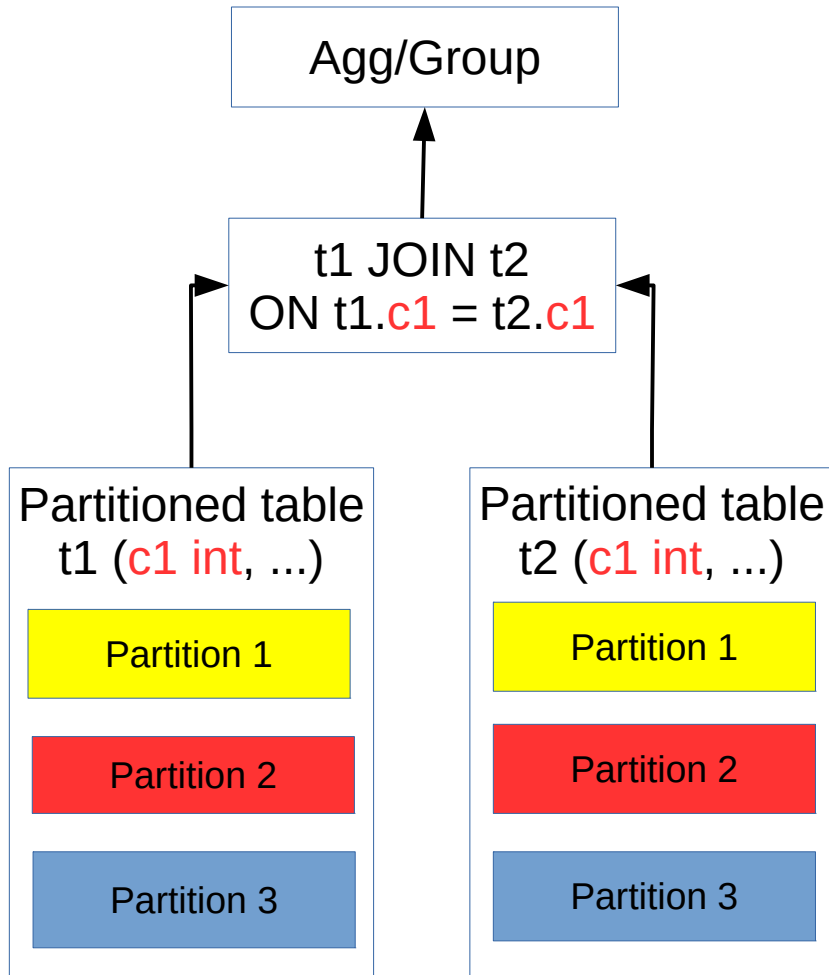 Agg/Group
t1 JOIN t2
ON t1.c1 = t2.c1
Partitioned table
t1 (c1 int, ...)
Partition 1
Partition 2
Partition 3
Partitioned table
t2 (c1 int, ...)
Partition 1
Partition 2
Partition 3